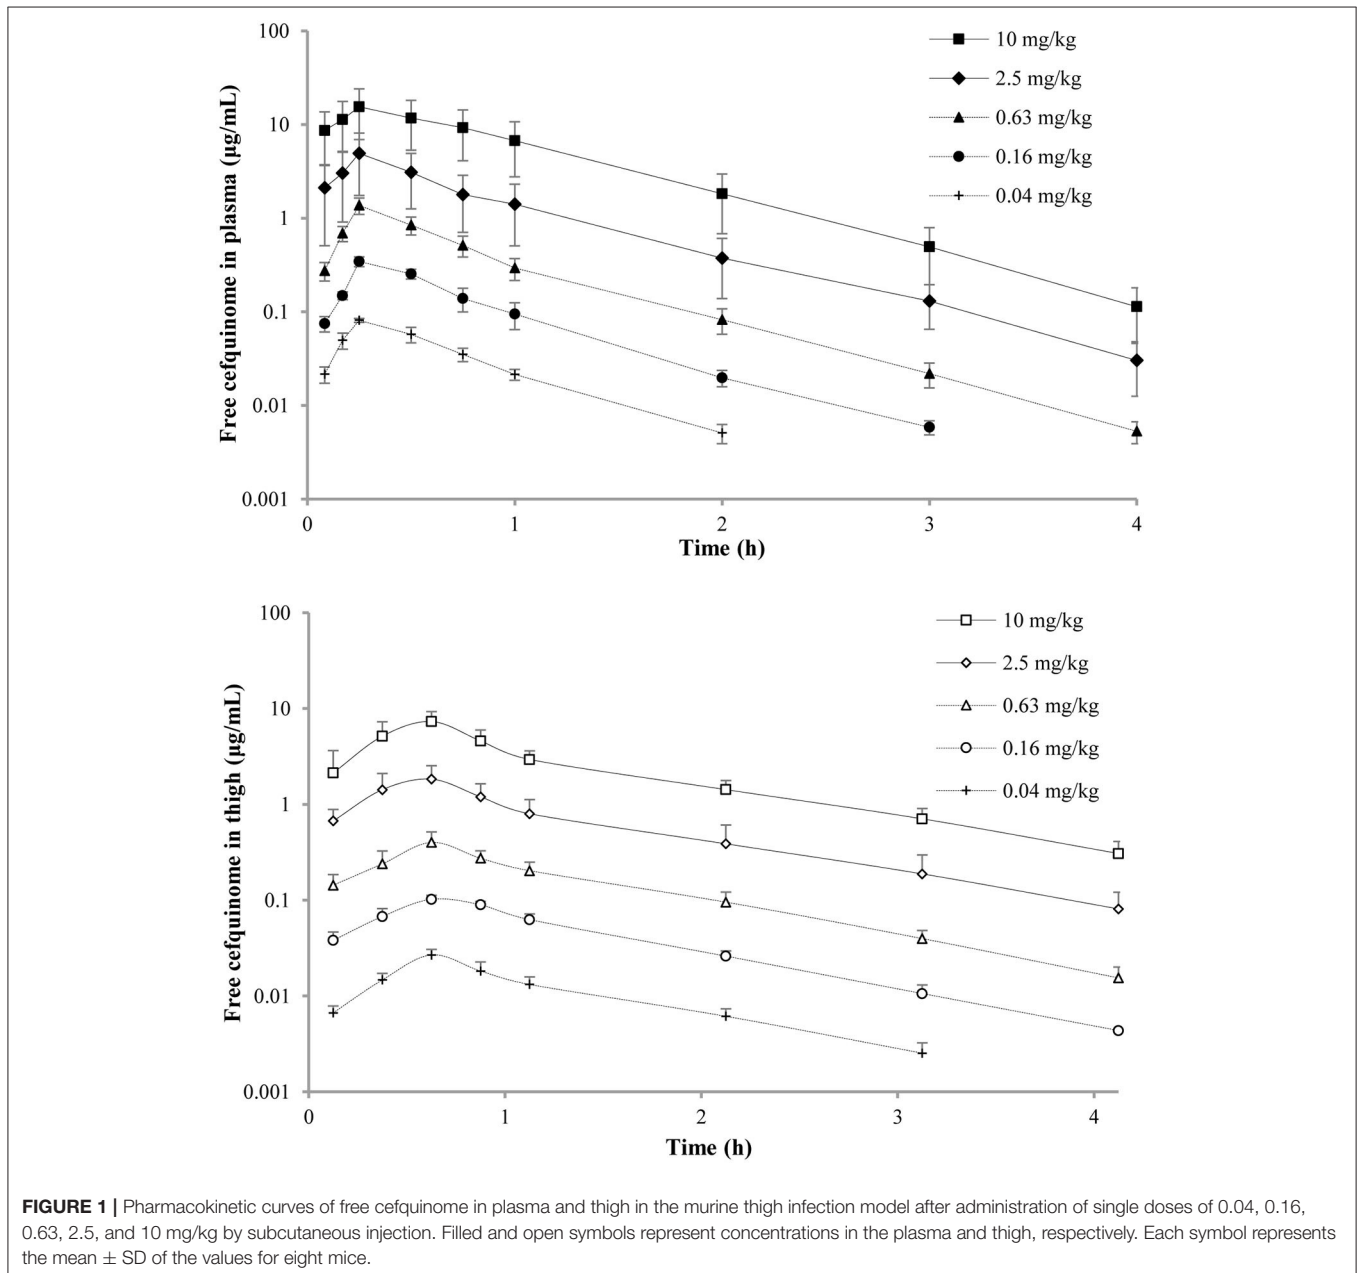 100
10
1
0.1
0.01
0.001
Free cefquinome in plasma (µg/mL)
10 mg/kg
2.5 mg/kg
0.63 mg/kg
0.16 mg/kg
0.04 mg/kg
0 1 2 3 4
Time (h)
100
10
1
0.1
0.01
0.001
Free cefquinome in thigh (µg/mL)
10 mg/kg
2.5 mg/kg
0.63 mg/kg
0.16 mg/kg
0.04 mg/kg
0 1 2 3 4
Time (h)
FIGURE 1 | Pharmacokinetic curves of free cefquinome in plasma and thigh in the murine thigh infection model after administration of single doses of 0.04, 0.16,
0.63, 2.5, and 10 mg/kg by subcutaneous injection. Filled and open symbols represent concentrations in the plasma and thigh, respectively. Each symbol represents
the mean ± SD of the values for eight mice.